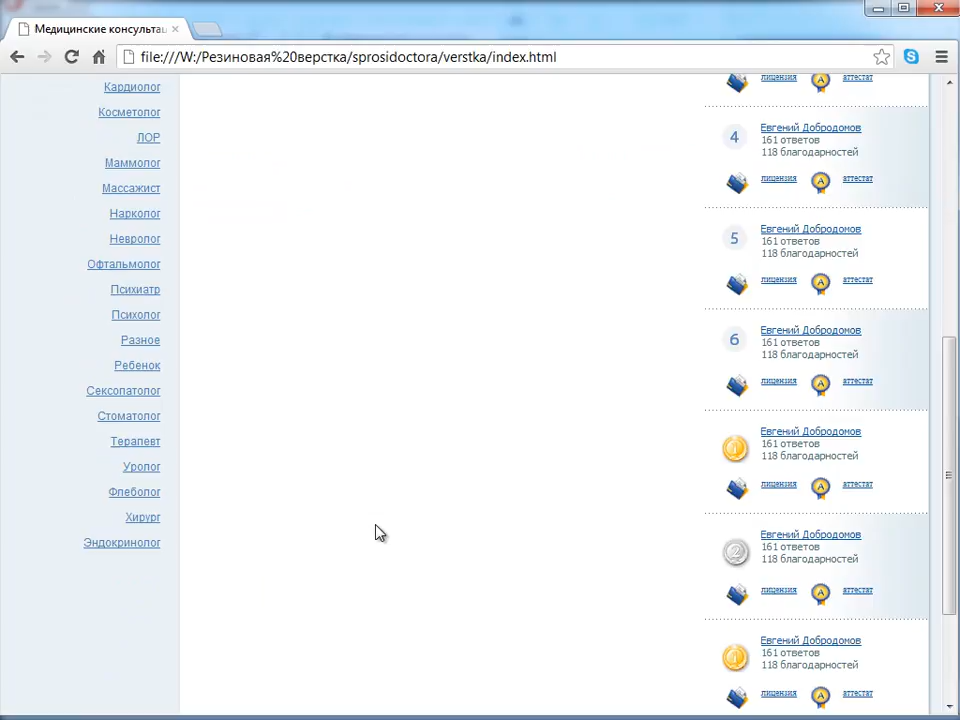 Медицинские консульта
file:///W:/Резиновая%20верстка/sprosidoctora/verstka/index.html
Кардиолог
Косметолог
ЛОР
Маммолог
Массажист
Нарколог
Невролог
Офтальмолог
Психиатр
Психолог
Разное
Ребенок
Сексопатолог
Стоматолог
Терапевт
Уролог
Флеболог
Хирург
Эндокринолог
лицензия A аттестат
4 Евгений Добродомов
161 ответов
118 благодарностей
лицензия A аттестат
5 Евгений Добродомов
161 ответов
118 благодарностей
лицензия A аттестат
6 Евгений Добродомов
161 ответов
118 благодарностей
лицензия A аттестат
1 Евгений Добродомов
161 ответов
118 благодарностей
лицензия A аттестат
2 Евгений Добродомов
161 ответов
118 благодарностей
лицензия A аттестат
1 Евгений Добродомов
161 ответов
118 благодарностей
лицензия A аттестат